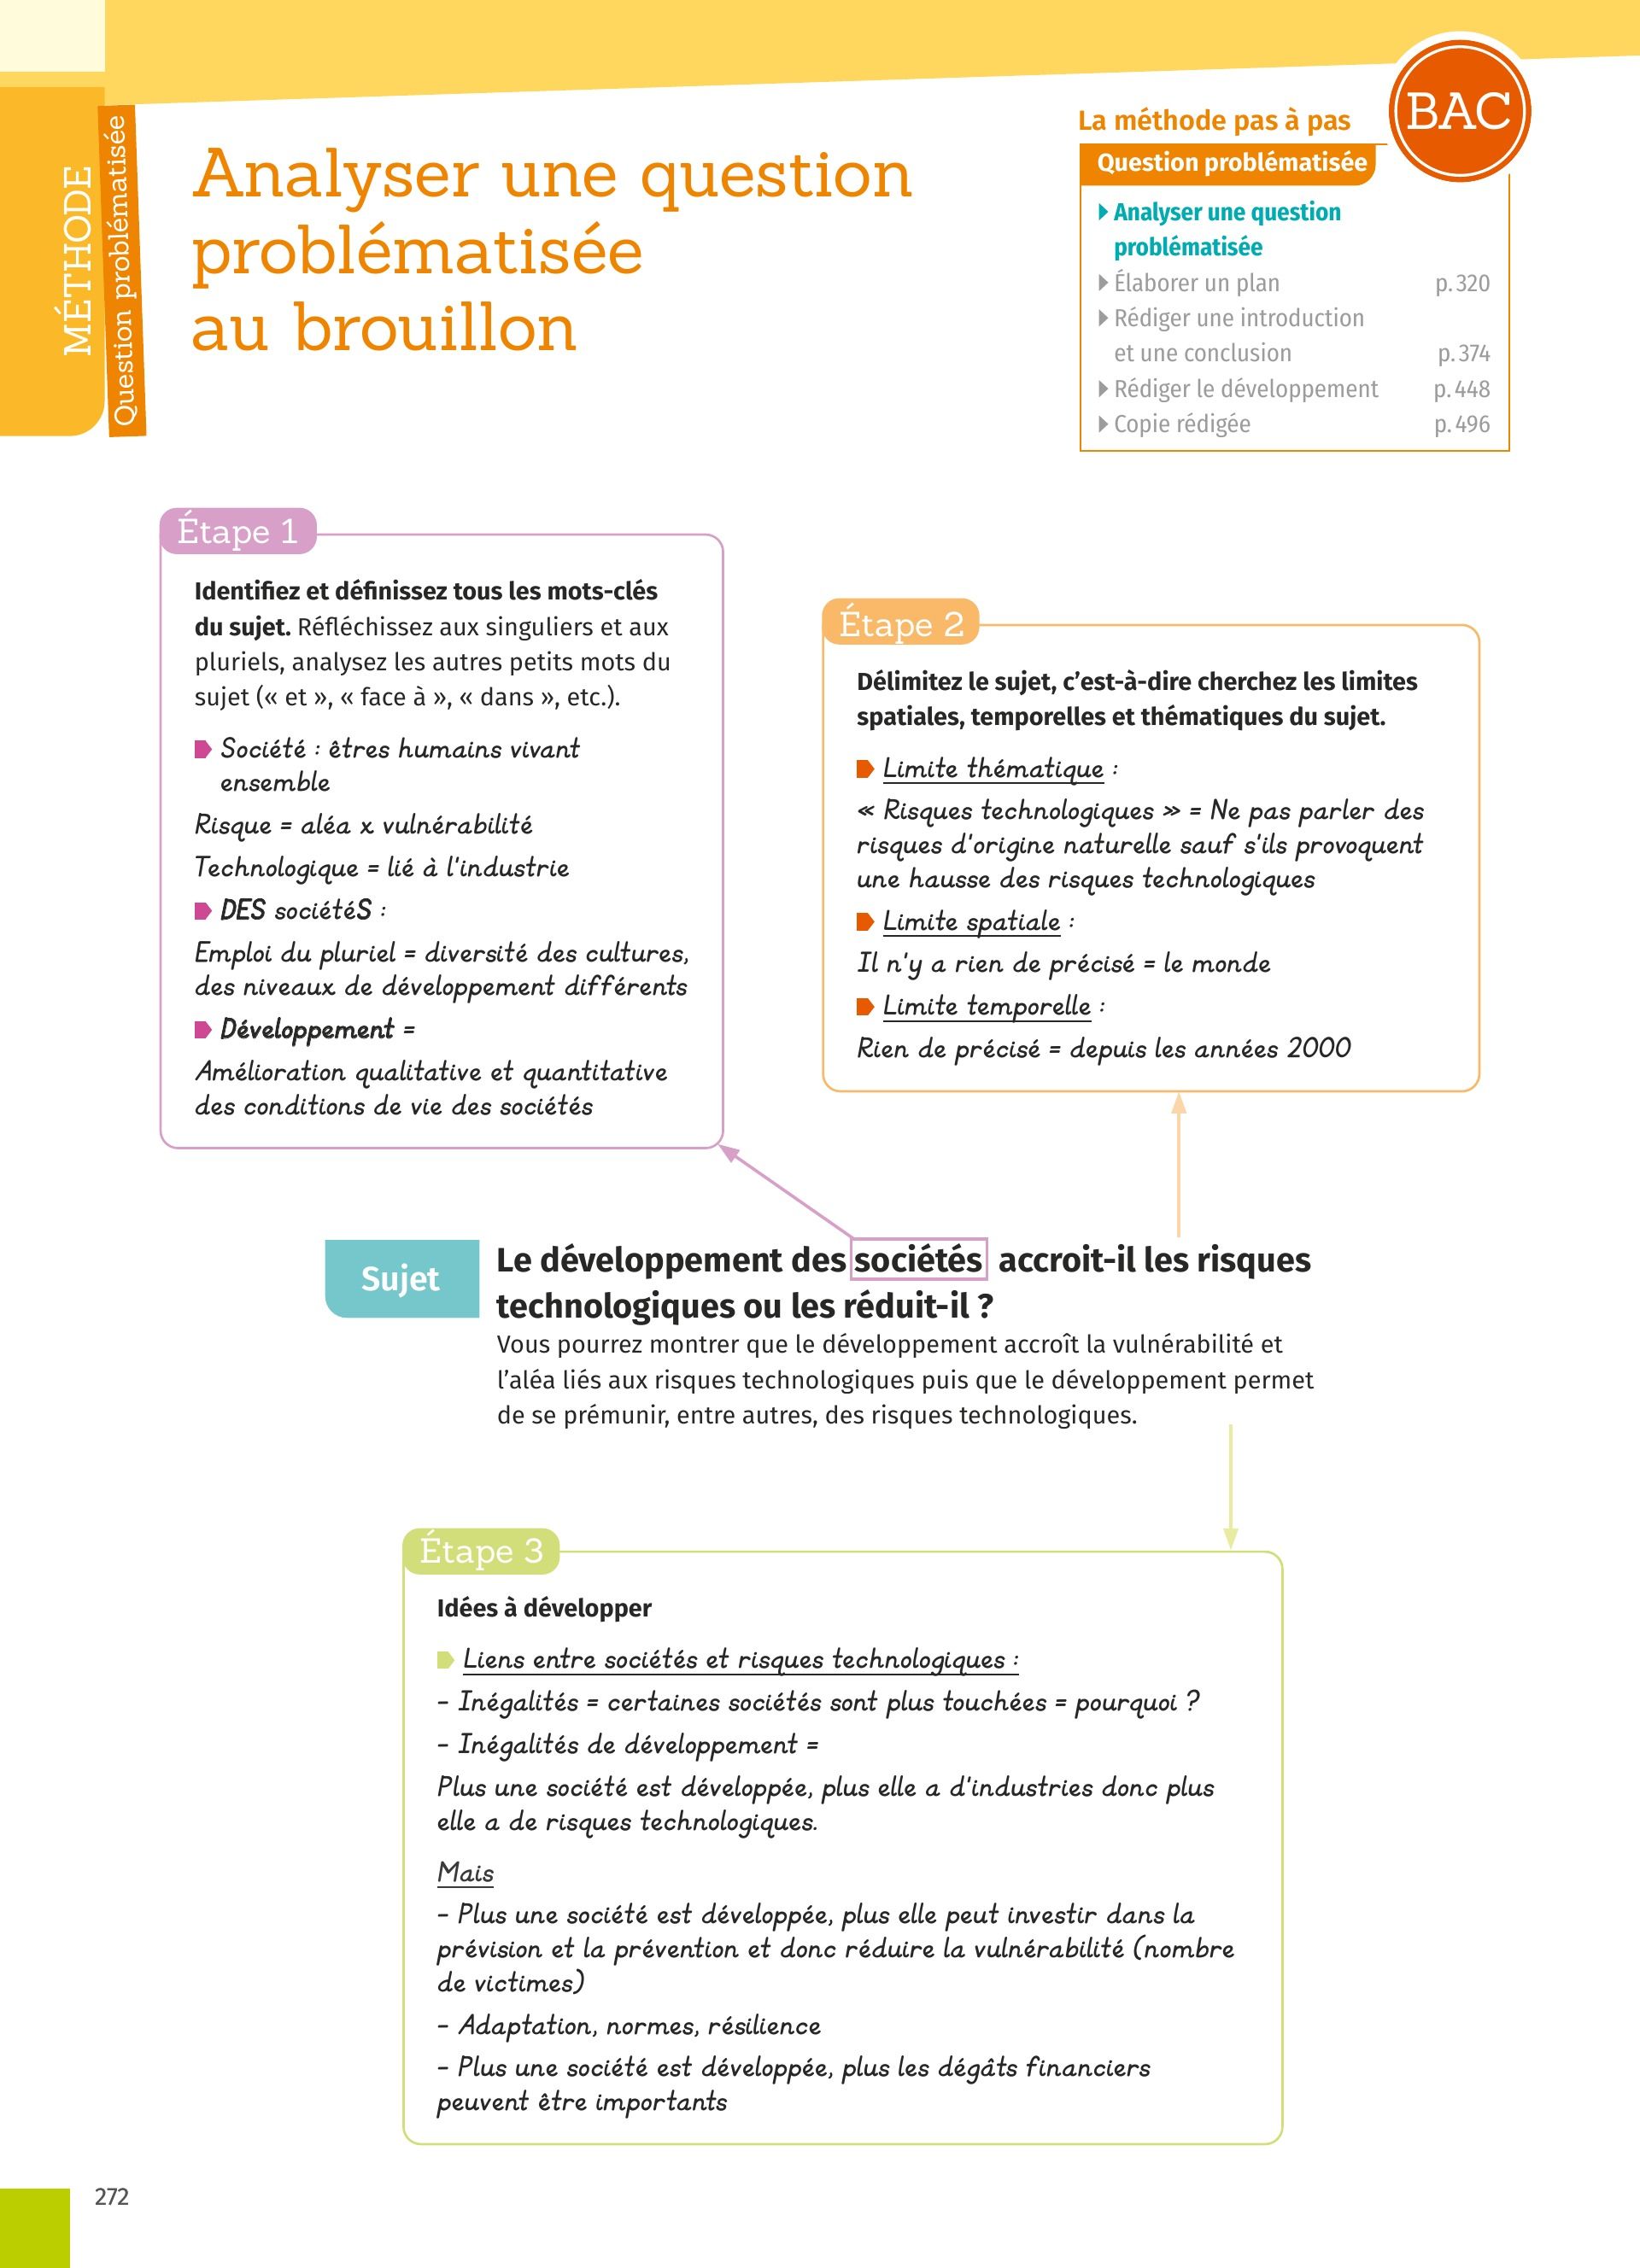 MÉTHODE
Question problématisée
Analyser une question
problématisée
au brouillon
La méthode pas à pas
BAC
Question problématisée
Analyser une question
problématisée
Élaborer un plan p. 320
Rédiger une introduction
et une conclusion p. 374
Rédiger le développement p. 448
Copie rédigée p. 496
Étape 1
Identifiez et définissez tous les mots-clés
du sujet. Réfléchissez aux singuliers et aux
pluriels, analysez les autres petits mots du
sujet (« et », « face à », « dans », etc.).
Société : êtres humains vivant
ensemble
Risque = aléa x vulnérabilité
Technologique = lié à l'industrie
DES sociétéS :
Emploi du pluriel = diversité des cultures,
des niveaux de développement différents
Développement =
Amélioration qualitative et quantitative
des conditions de vie des sociétés
Étape 2
Délimitez le sujet, c'est-à-dire cherchez les limites
spatiales, temporelles et thématiques du sujet.
Limite thématique :
« Risques technologiques » = Ne pas parler des
risques d'origine naturelle sauf s'ils provoquent
une hausse des risques technologiques
Limite spatiale :
Il n'y a rien de précisé = le monde
Limite temporelle :
Rien de précisé = depuis les années 2000
Sujet
Le développement des sociétés accroit-il les risques
technologiques ou les réduit-il ?
Vous pourrez montrer que le développement accroît la vulnérabilité et
l'aléa liés aux risques technologiques puis que le développement permet
de se prémunir, entre autres, des risques technologiques.
Étape 3
Idées à développer
Liens entre sociétés et risques technologiques :
- Inégalités = certaines sociétés sont plus touchées = pourquoi ?
- Inégalités de développement =
Plus une société est développée, plus elle a d'industries donc plus
elle a de risques technologiques.
Mais
- Plus une société est développée, plus elle peut investir dans la
prévision et la prévention et donc réduire la vulnérabilité (nombre
de victimes)
- Adaptation, normes, résilience
- Plus une société est développée, plus les dégâts financiers
peuvent être importants
272